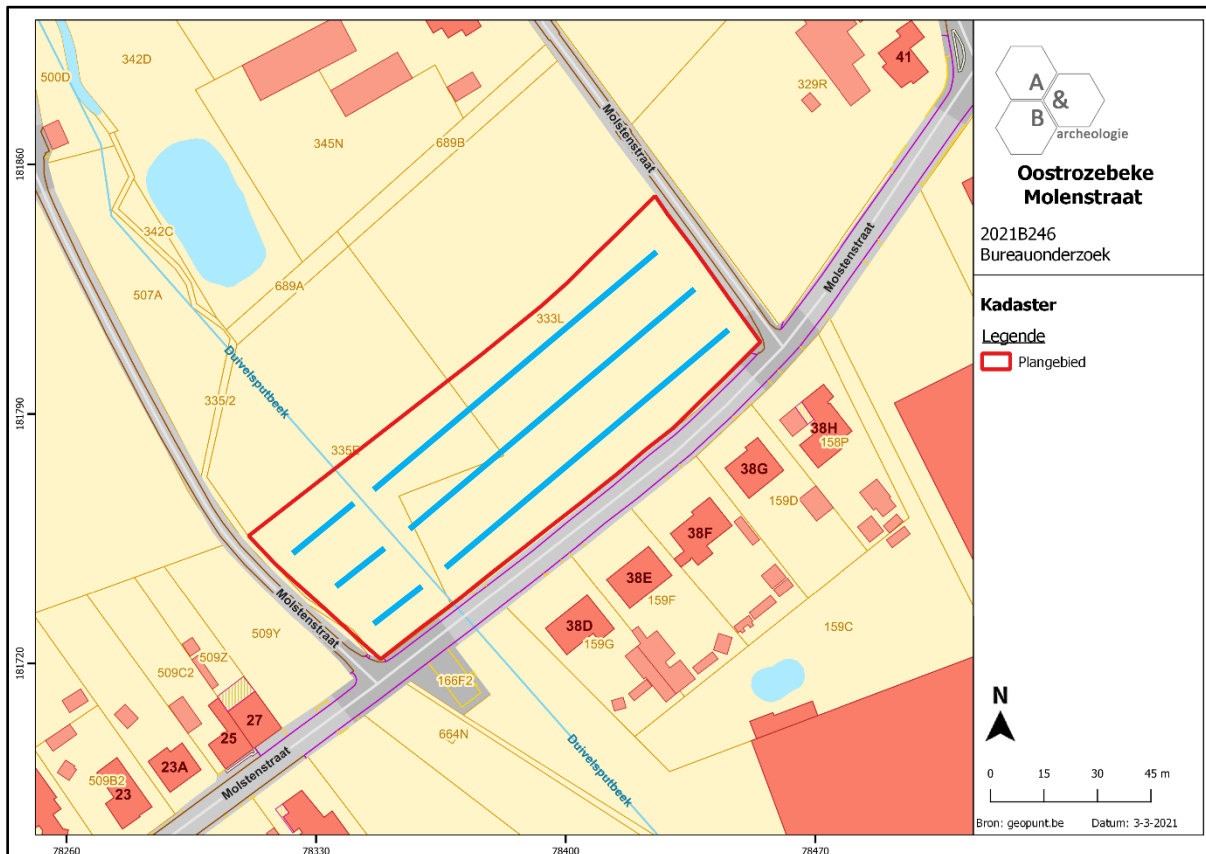 500D
342D
345N
689B
329R
41
Molstenstraat
342C
507A
689A
333L
Molstenstraat
335/2
Duivelsputbeek
335E
38H
158P
38G
159D
38F
38E
159F
38D
159G
159C
Molstenstraat
509Y
509Z
509C2
27
25
23A
23
509B2
Molstenstraat
166F2
664N
Duivelsputbeek
181860
181790
181720
78260
78330
78400
78470
A
&
B
archeologie
Oostrozebeke
Molenstraat
2021B246
Bureauonderzoek
Kadaster
Legende
Plangebied
N
0 15 30 45 m
Bron: geopunt.be Datum: 3-3-2021